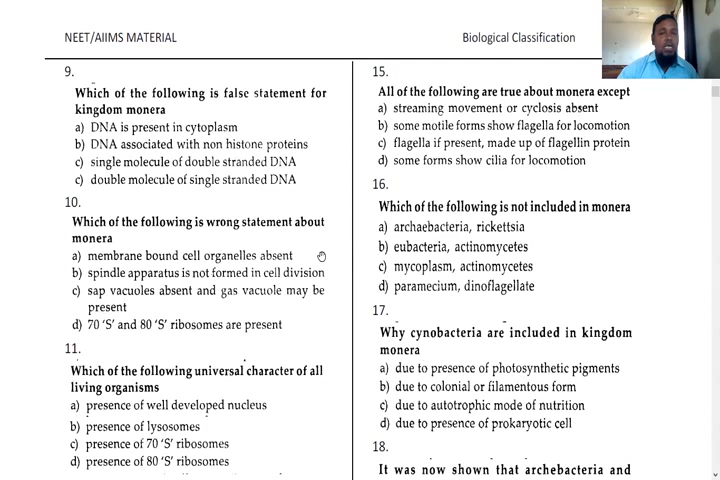 NEET/AIIMS MATERIAL
Biological Classification
9.
Which of the following is false statement for
kingdom monera
a) DNA is present in cytoplasm
b) DNA associated with non histone proteins
c) single molecule of double stranded DNA
c) double molecule of single stranded DNA
10.
Which of the following is wrong statement about
monera
a) membrane bound cell organelles absent
b) spindle apparatus is not formed in cell division
c) sap vacuoles absent and gas vacuole may be
present
d) 70 'S' and 80 'S' ribosomes are present
11.
Which of the following universal character of all
living organisms
a) presence of well developed nucleus
b) presence of lysosomes
c) presence of 70 'S' ribosomes
d) presence of 80 'S' ribosomes
15.
All of the following are true about monera except
a) streaming movement or cyclosis absent
b) some motile forms show flagella for locomotion
c) flagella if present, made up of flagellin protein
d) some forms show cilia for locomotion
16.
Which of the following is not included in monera
a) archaebacteria, rickettsia
b) eubacteria, actinomycetes
c) mycoplasm, actinomycetes
d) paramecium, dinoflagellate
17.
Why cynobacteria are included in kingdom
monera
a) due to presence of photosynthetic pigments
b) due to colonial or filamentous form
c) due to autotrophic mode of nutrition
d) due to presence of prokaryotic cell
18.
It was now shown that archebacteria and